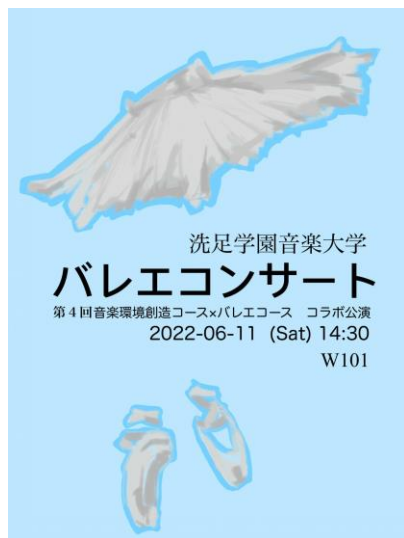 洗足学園音楽大学
バレエコンサート
第4回音楽環境創造コース×バレエコース　コラボ公演
2022-06-11 (Sat) 14:30
W101